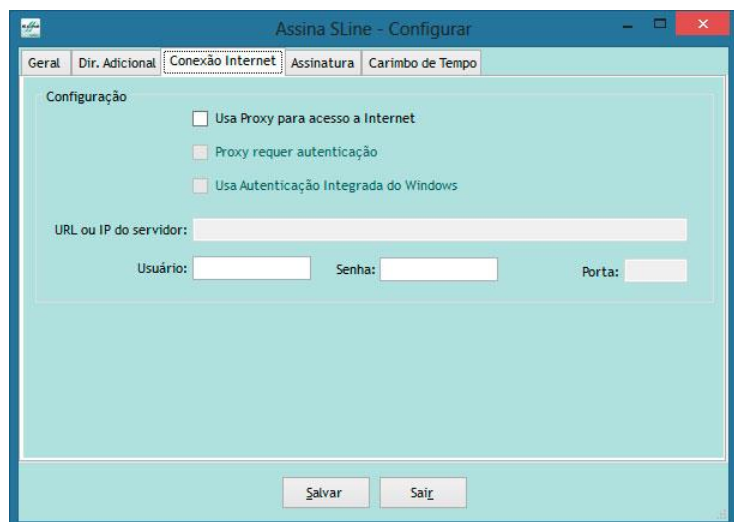 Assina SLine - Configurar
Geral Dir. Adicional Conexão Internet Assinatura Carimbo de Tempo
Configuração
Usa Proxy para acesso a Internet
Proxy requer autenticação
Usa Autenticação Integrada do Windows
URL ou IP do servidor:
Usuário: Senha: Porta:
Salvar Sair